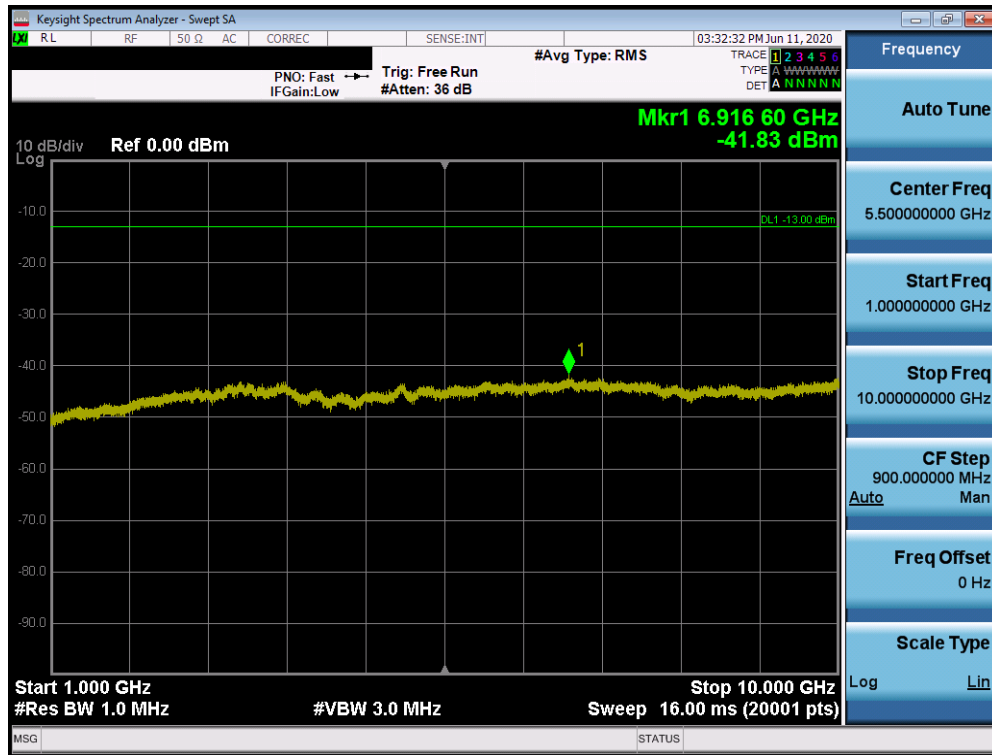 Keysight Spectrum Analyzer - Swept SA
LXI RL RF 50 Ω AC CORREC SENSE:INT 03:32:32 PM Jun 11, 2020
Frequency
#Avg Type: RMS TRACE 1 2 3 4 5 6
PNO: Fast Trig: Free Run TYPE A WWWWW
IFGain:Low #Atten: 36 dB DET A N N N N N
Auto Tune
Mkr1 6.916 60 GHz
-41.83 dBm
10 dB/div Ref 0.00 dBm
Log
Center Freq
5.500000000 GHz
-10.0
DL1 -13.00 dBm
-20.0
Start Freq
1.000000000 GHz
-30.0
1
-40.0
Stop Freq
10.000000000 GHz
-50.0
CF Step
900.000000 MHz
Auto Man
-60.0
-70.0
Freq Offset
0 Hz
-80.0
-90.0
Scale Type
Log Lin
Start 1.000 GHz Stop 10.000 GHz
#Res BW 1.0 MHz #VBW 3.0 MHz Sweep 16.00 ms (20001 pts)
MSG STATUS